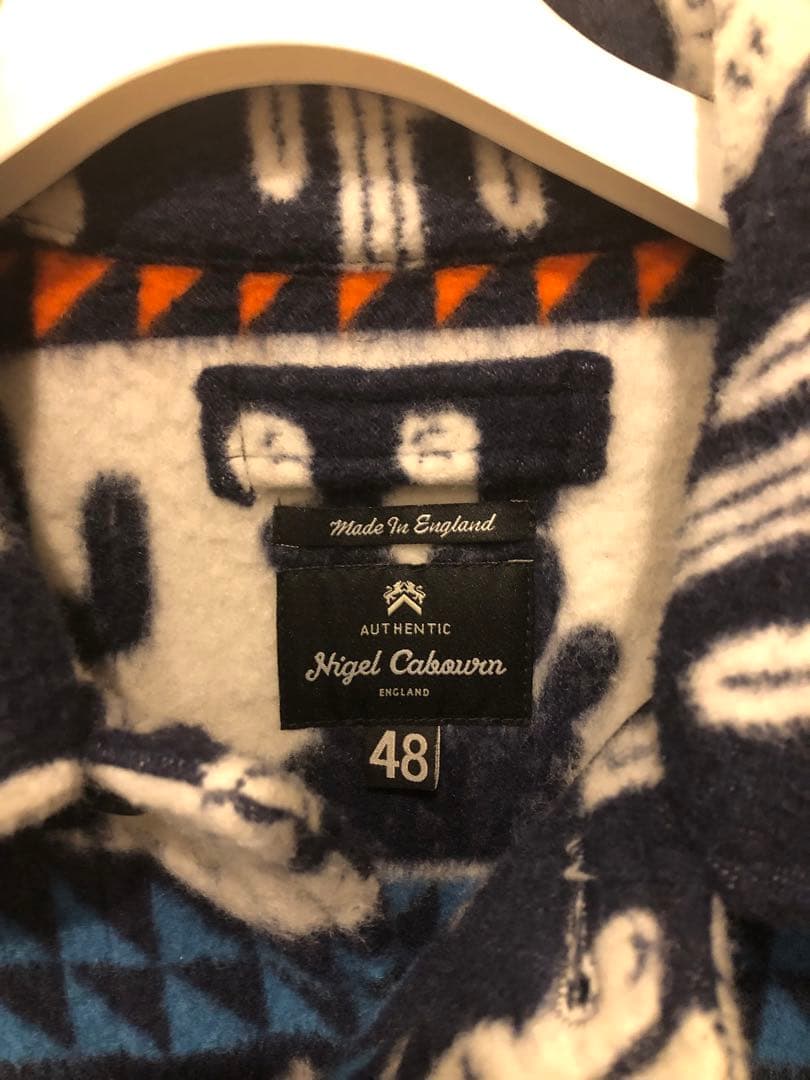 Made In England
AUTHENTIC
Nigel Cabourn
ENGLAND
48